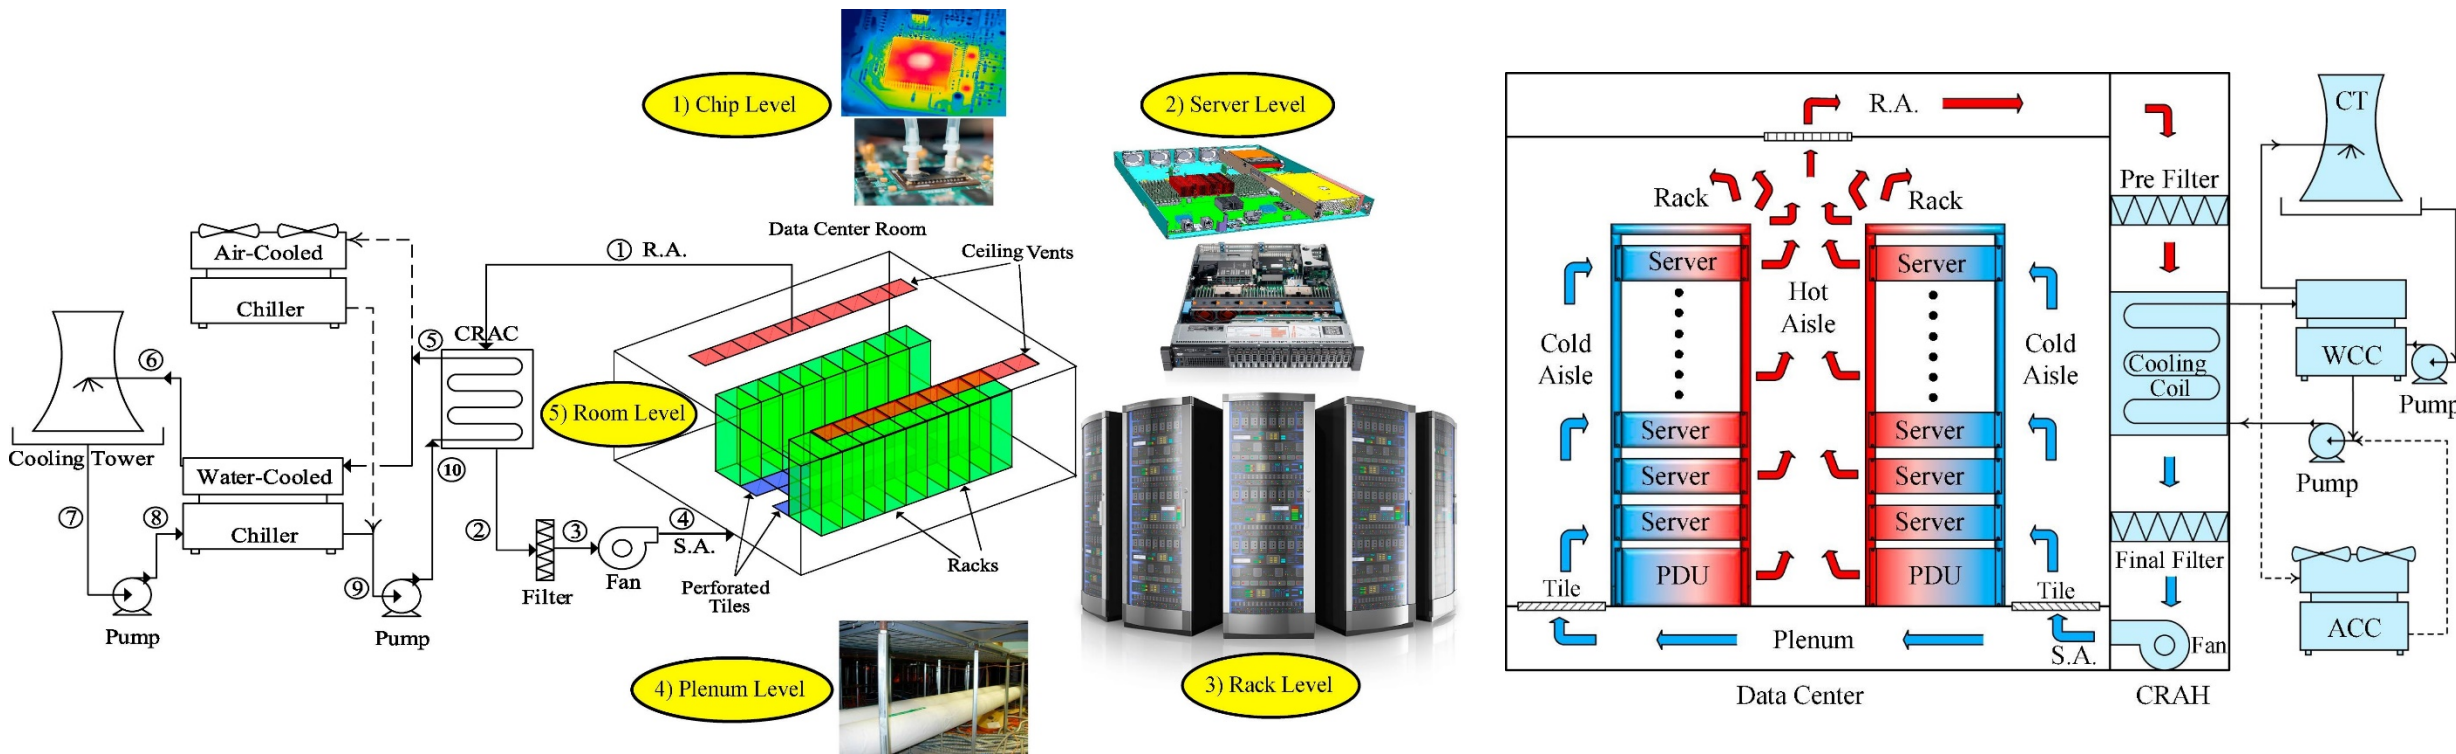 1) Chip Level
2) Server Level
Air-Cooled
Chiller
① R.A.
Data Center Room
Ceiling Vents
CRAC
⑤
⑥
5) Room Level
Cooling Tower
Water-Cooled
Chiller
⑩
⑦
⑧
②
③
④
S.A.
⑨
Filter
Fan
Perforated
Tiles
Racks
Pump
Pump
4) Plenum Level
3) Rack Level
R.A.
Rack
Rack
Server
Server
Hot
Aisle
Cold
Aisle
Cold
Aisle
Server
Server
Server
Server
Server
Server
PDU
PDU
Tile
Tile
Plenum
S.A.
Data Center
Pre Filter
Cooling
Coil
Final Filter
Fan
CRAH
CT
WCC
Pump
Pump
ACC